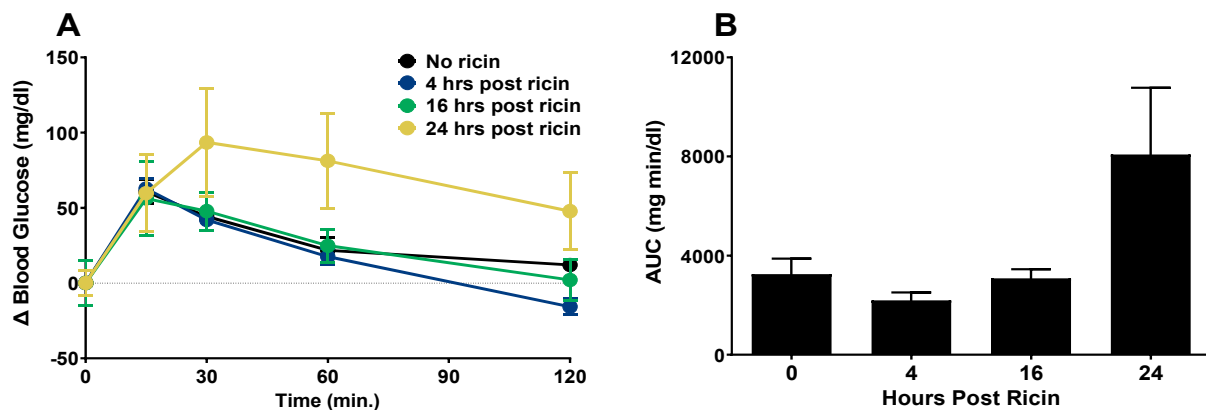 A
Δ Blood Glucose (mg/dl)
150
100
50
0
-50
0
30
60
90
120
Time (min.)
No ricin
4 hrs post ricin
16 hrs post ricin
24 hrs post ricin
B
AUC (mg min/dl)
12000
8000
4000
0
0
4
16
24
Hours Post Ricin